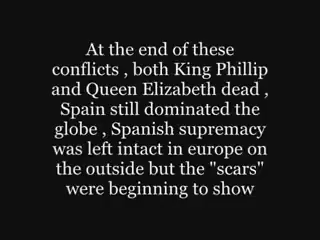 At the end of these
conflicts , both King Phillip
and Queen Elizabeth dead ,
Spain still dominated the
globe , Spanish supremacy
was left intact in europe on
the outside but the "scars"
were beginning to show